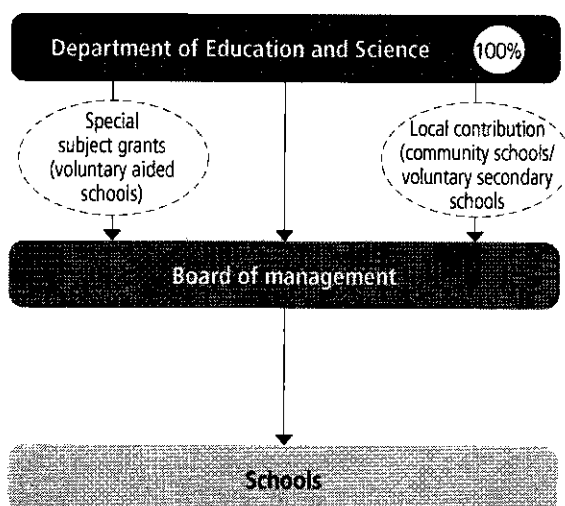 Department of Education and Science 100%
Special
subject grants
(voluntary aided
schools)
Local contribution
(community schools/
voluntary secondary
schools
Board of management
Schools